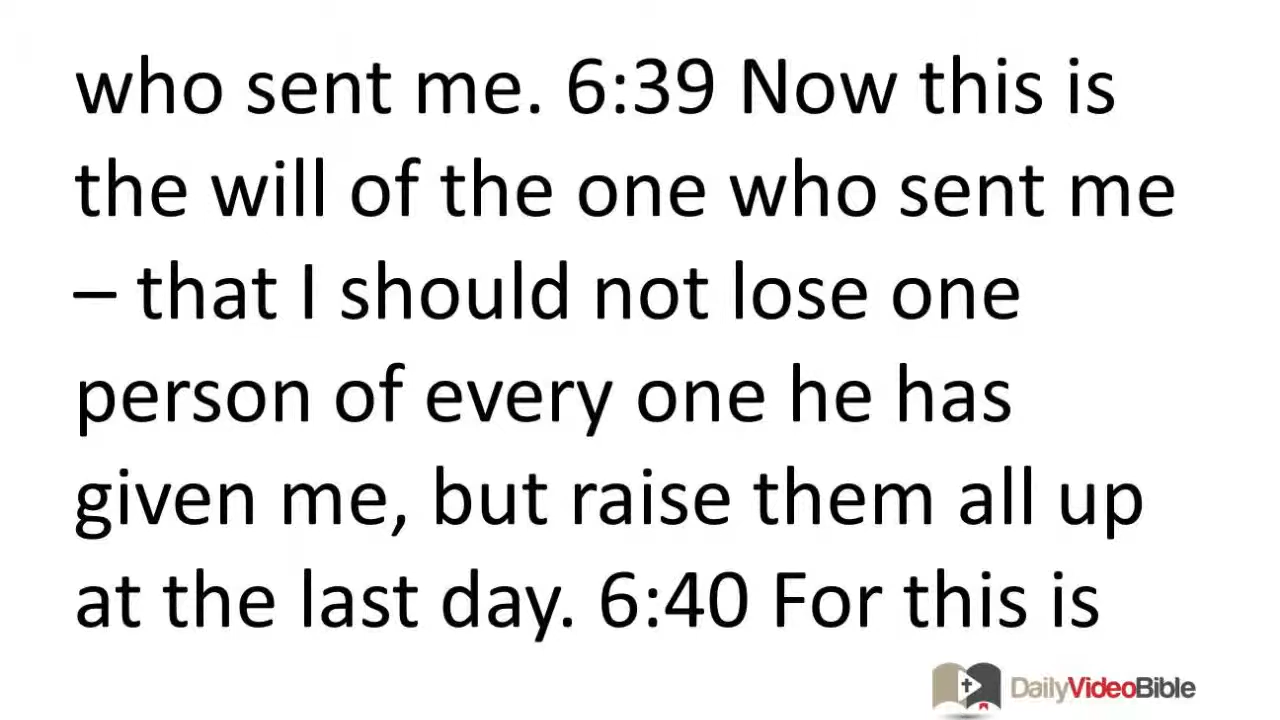 who sent me. 6:39 Now this is
the will of the one who sent me
– that I should not lose one
person of every one he has
given me, but raise them all up
at the last day. 6:40 For this is
DailyVideoBible